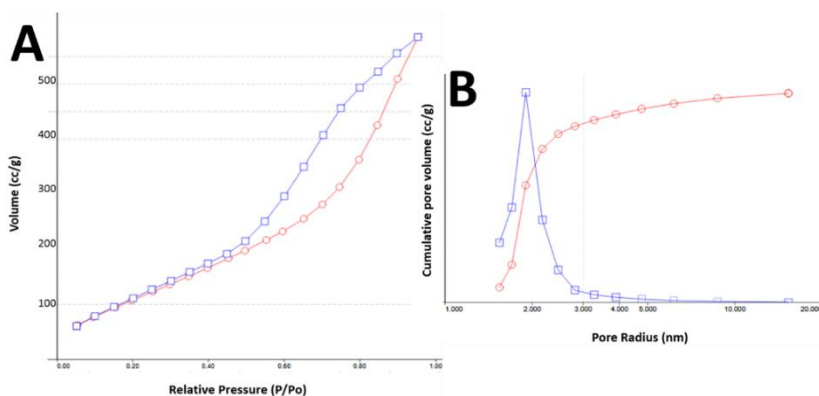 A
Volume (cc/g)
500
400
300
200
100
0.00 0.20 0.40 0.60 0.80 1.00
Relative Pressure (P/Po)
B
Cumulative pore volume (cc/g)
1.000 2.000 3.000 4.000 5.000 10.000 20.000
Pore Radius (nm)